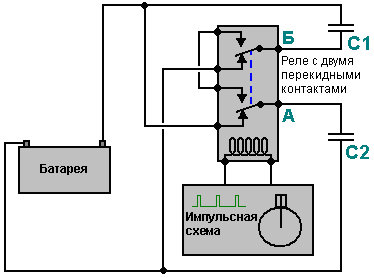 Б
С1
Реле с двумя
перекидными
контактами
А
С2
Батарея
Импульсная
схема